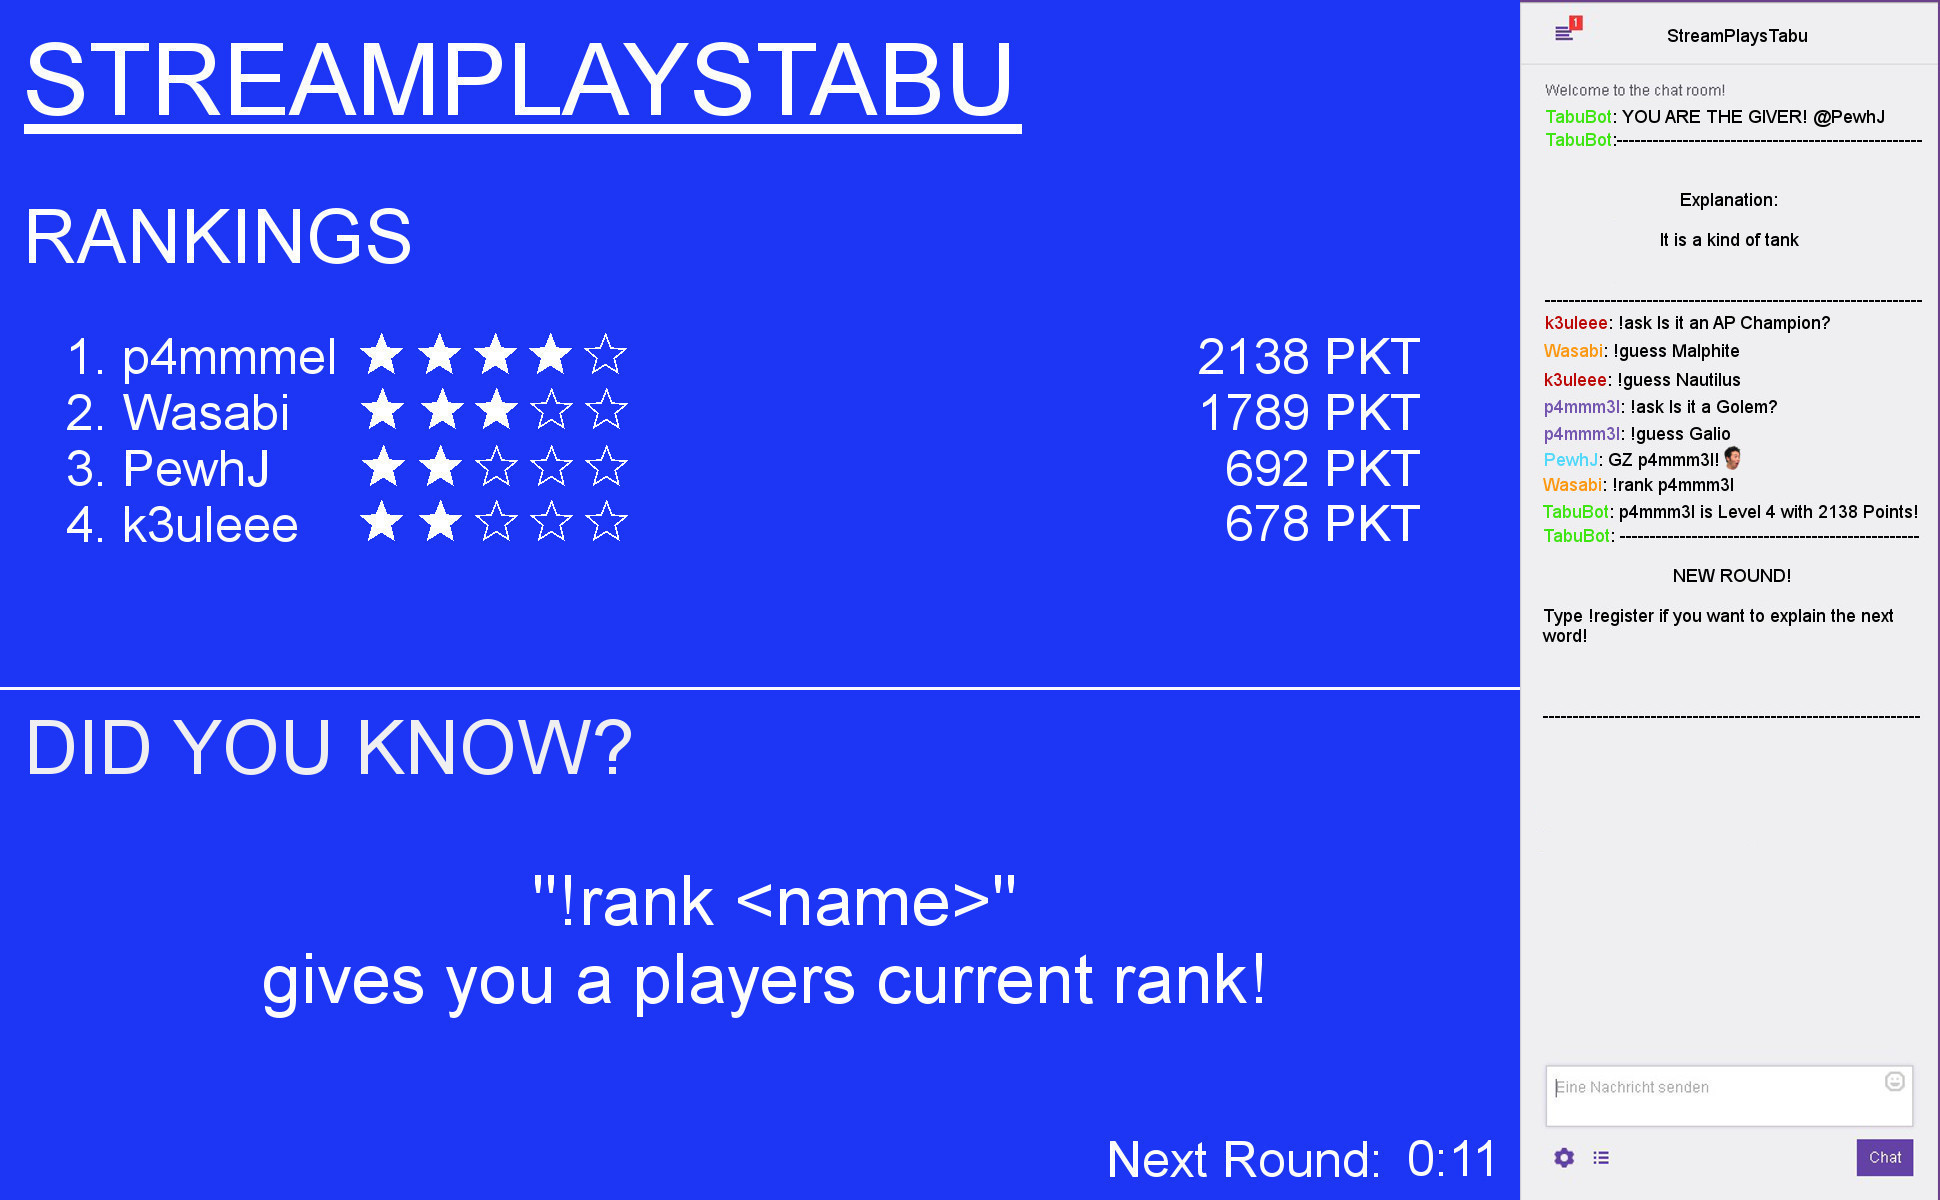 STREAMPLAYSTABU
RANKINGS
1. p4mmmel ★★★★☆ 2138 PKT
2. Wasabi ★★★☆☆ 1789 PKT
3. PewhJ ★★☆☆☆ 692 PKT
4. k3uleee ★★☆☆☆ 678 PKT
DID YOU KNOW?
"!rank <name>"
gives you a players current rank!
Next Round: 0:11
1
StreamPlaysTabu
Welcome to the chat room!
TabuBot: YOU ARE THE GIVER! @PewhJ
TabuBot:---------------------------------------------------
Explanation:
It is a kind of tank
---------------------------------------------------------------
k3uleee: !ask Is it an AP Champion?
Wasabi: !guess Malphite
k3uleee: !guess Nautilus
p4mmm3l: !ask Is it a Golem?
p4mmm3l: !guess Galio
PewhJ: GZ p4mmm3l!
Wasabi: !rank p4mmm3l
TabuBot: p4mmm3l is Level 4 with 2138 Points!
TabuBot: --------------------------------------------------
NEW ROUND!
Type !register if you want to explain the next
word!
---------------------------------------------------------------
Eine Nachricht senden
Chat